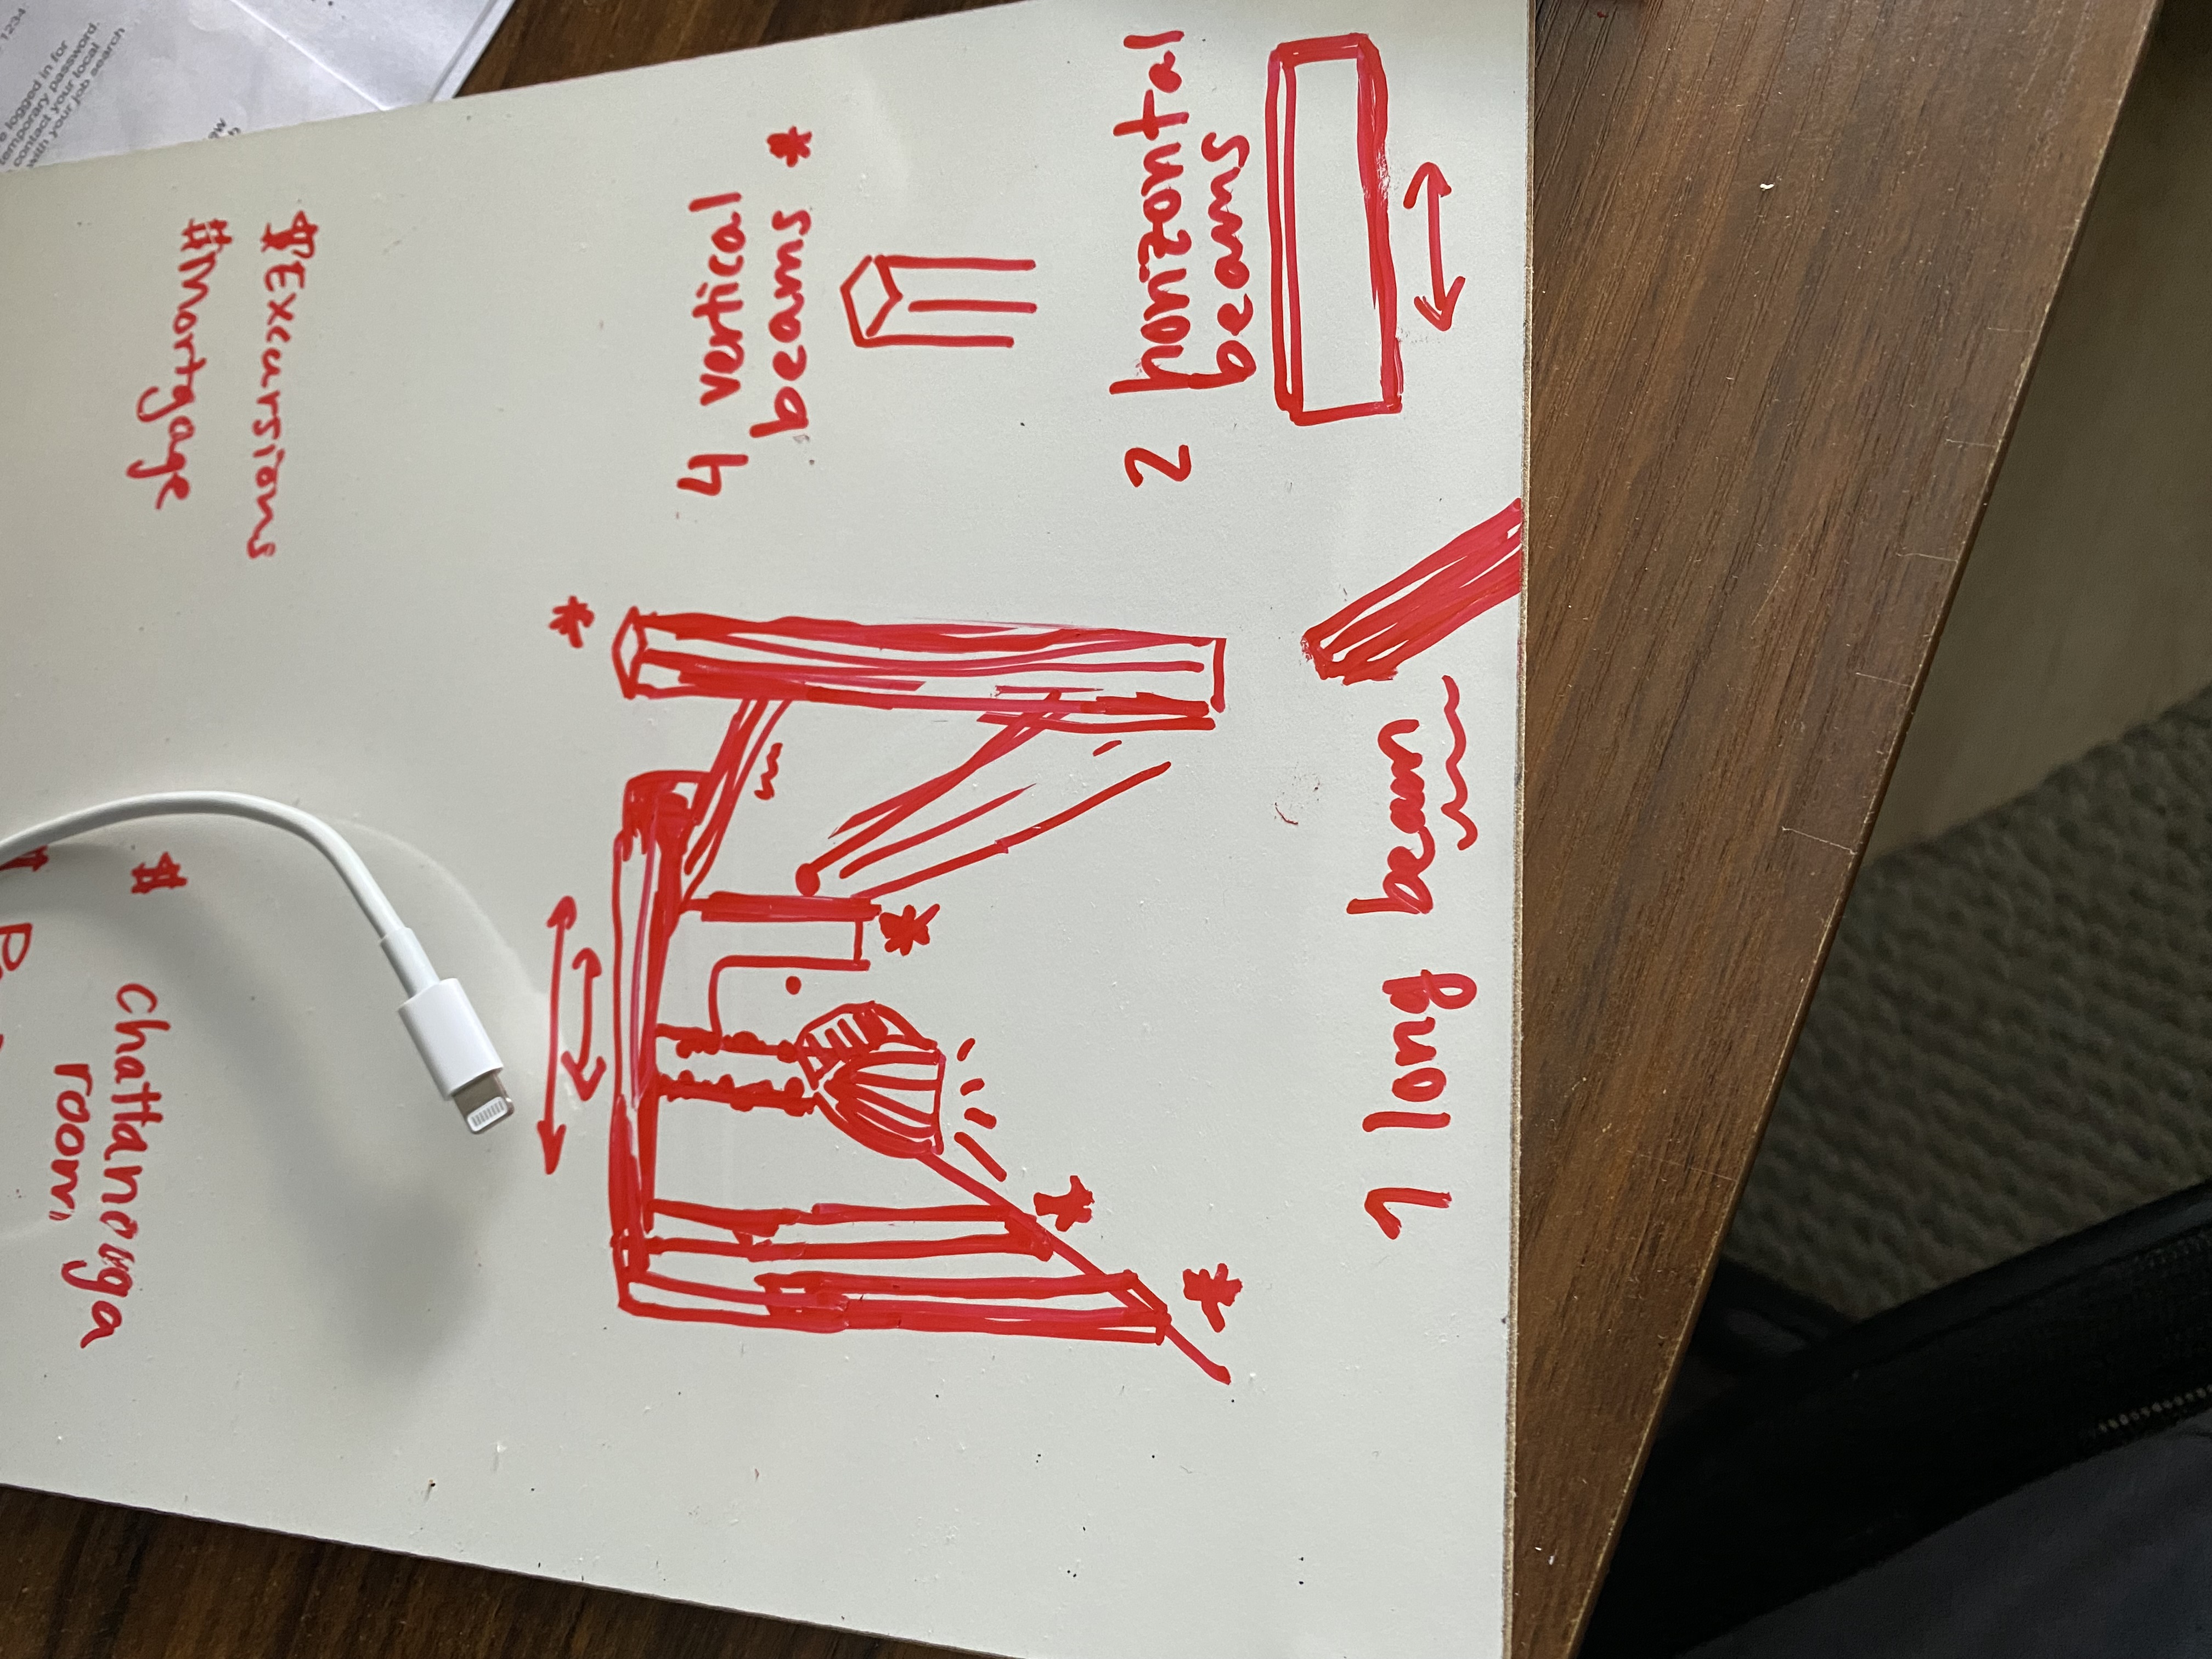 4 vertical
beams *
2 horizontal
beams
1 long beam
$Excursions
#Mortgage
# Chattanouga
room,
1234
e logged in for
temporary password.
contact your local
with your job search